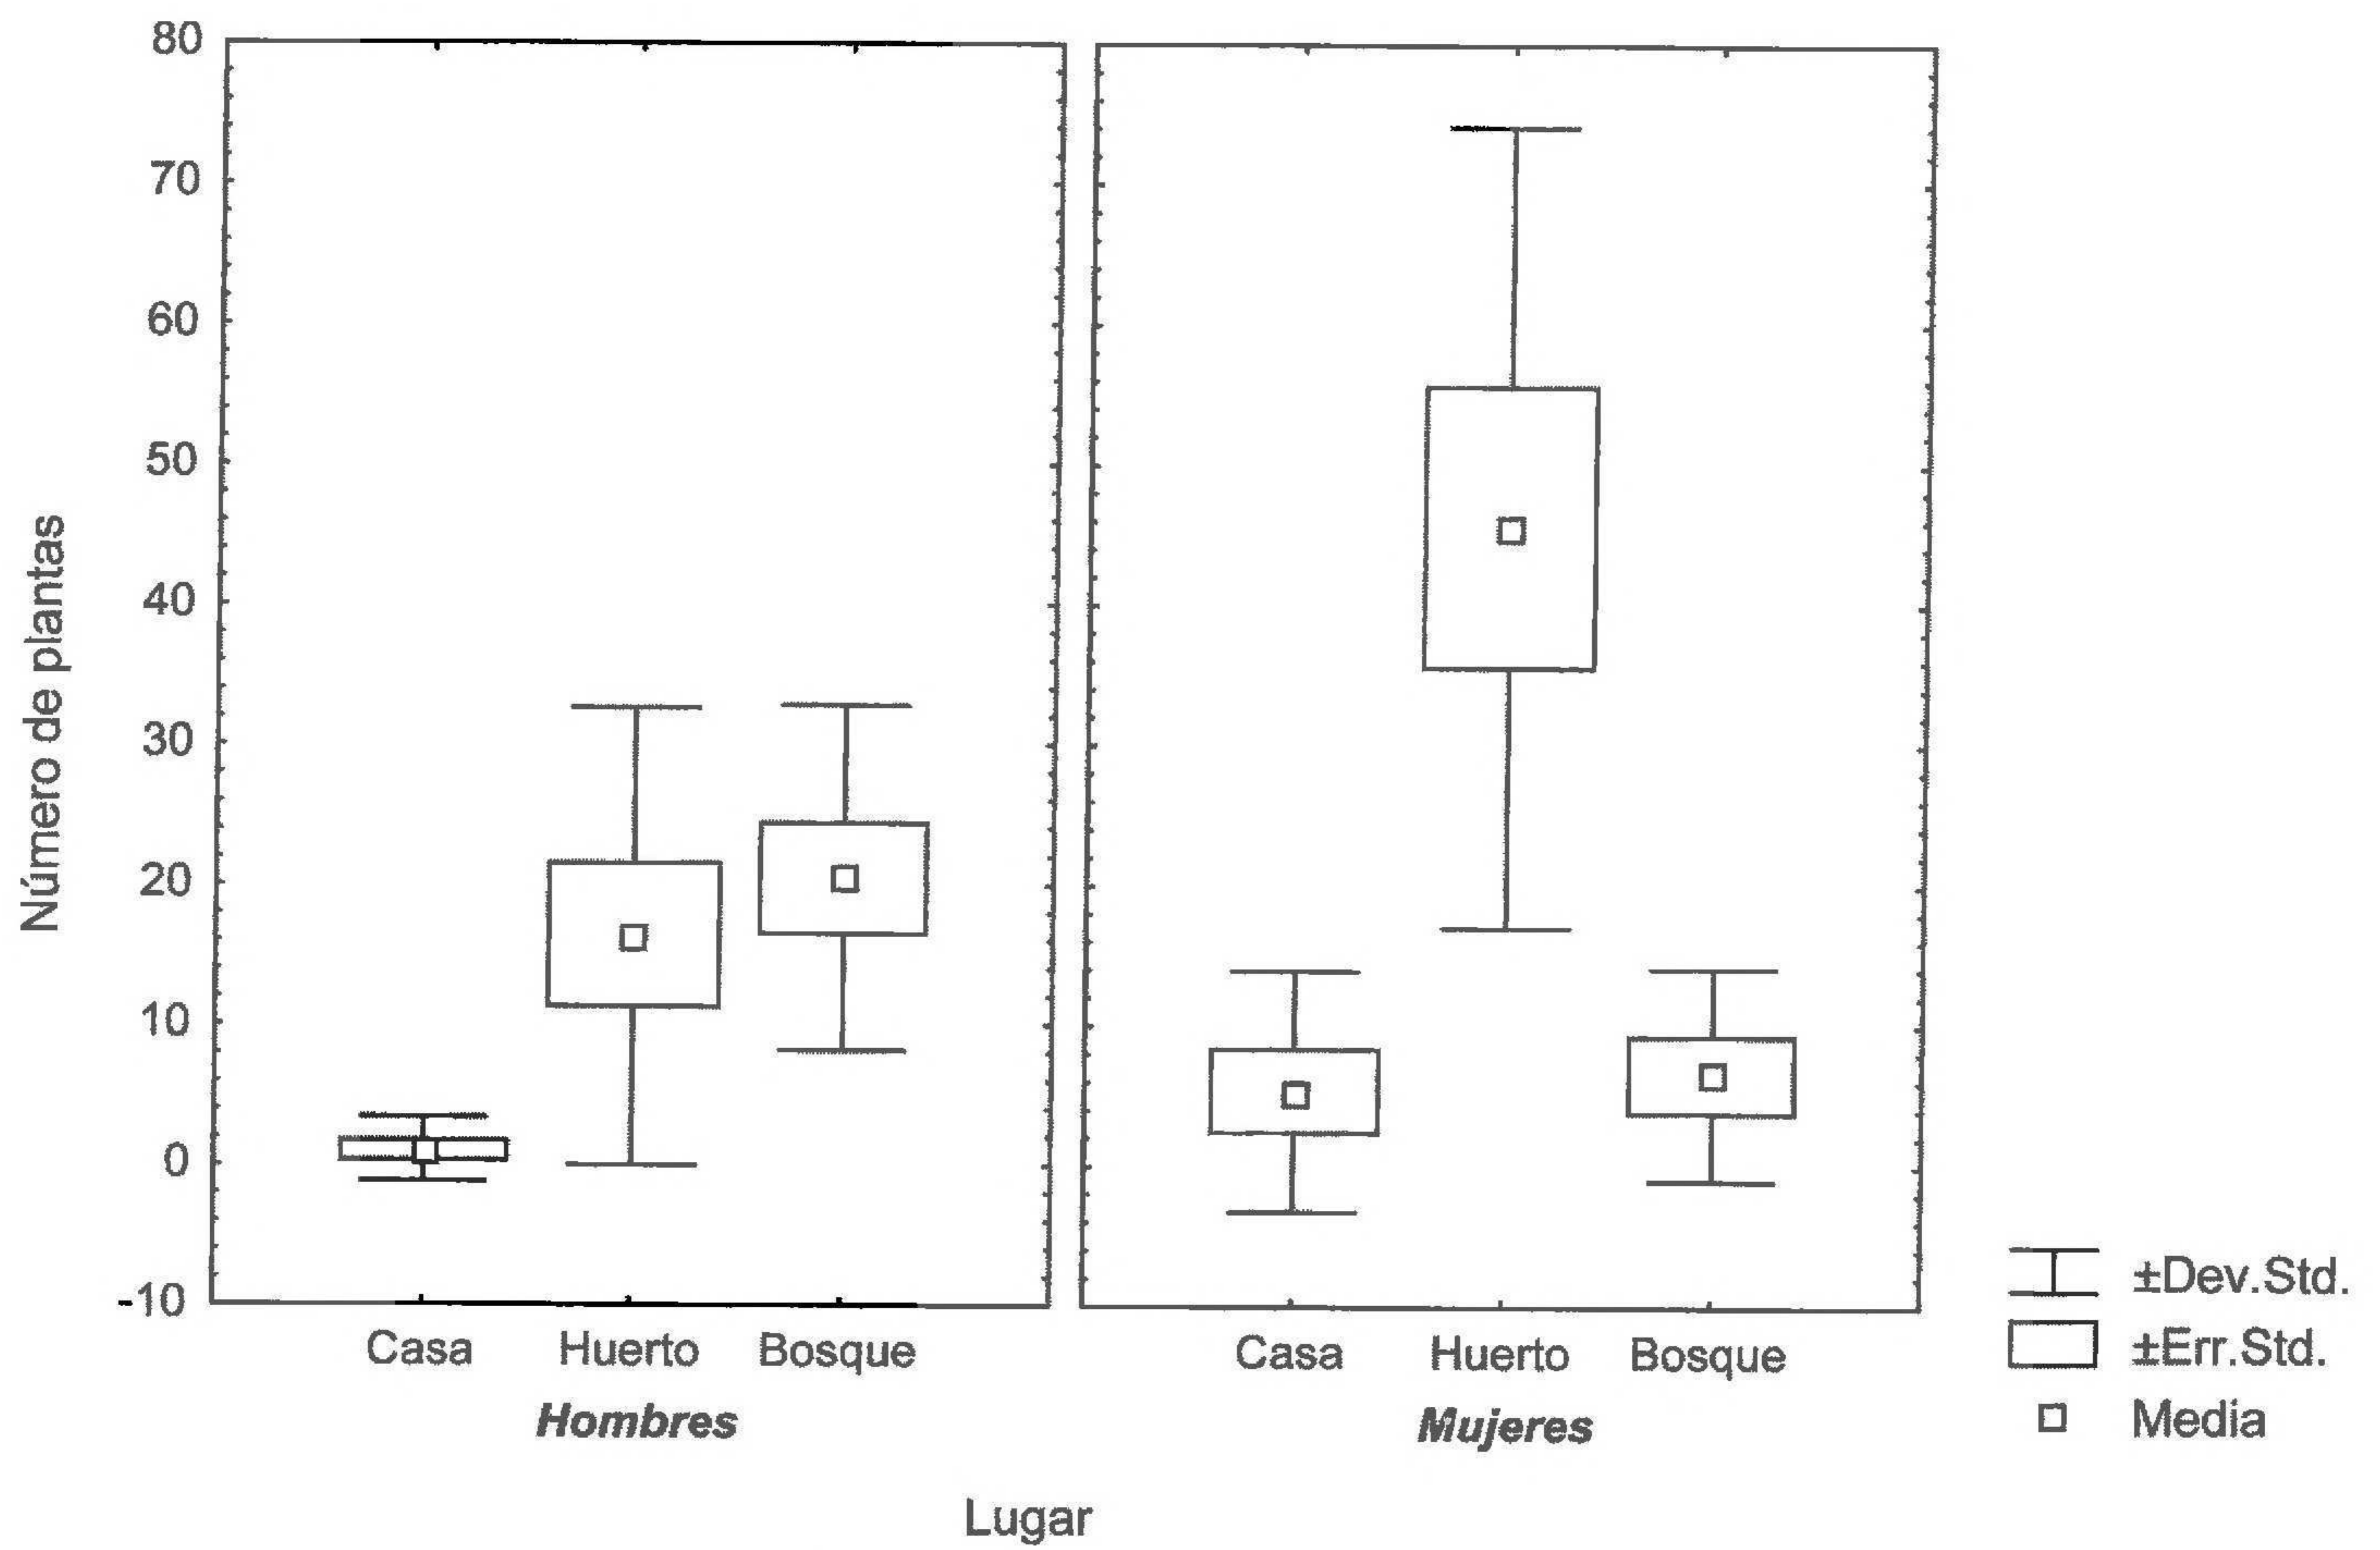 Número de plantas
80
70
60
50
40
30
20
10
0
-10
Casa Huerto Bosque
Hombres
Casa Huerto Bosque
Mujeres
Lugar
±Dev.Std.
±Err.Std.
Media